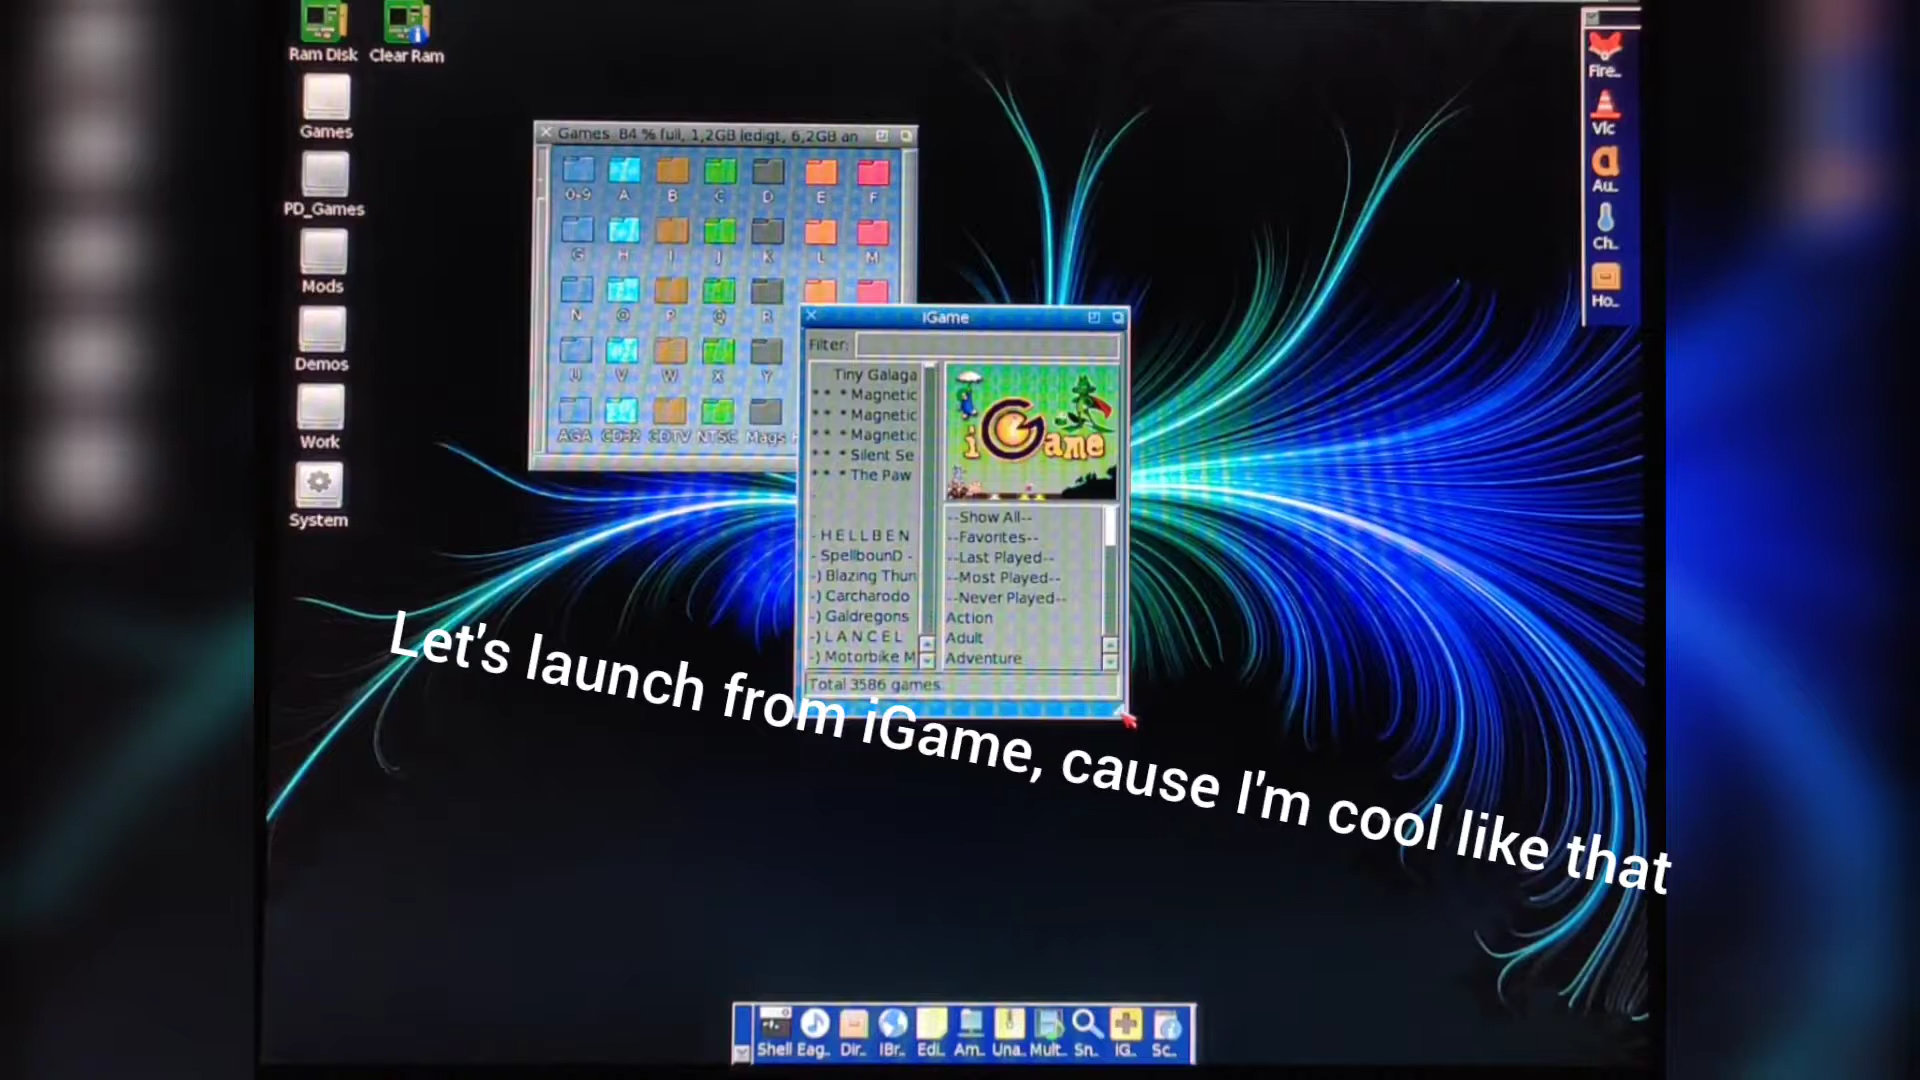 Ram Disk
Clear Ram
Games
PD_Games
Mods
Demos
Work
System
Games 84 % full, 1,2GB ledigt, 6,2GB an
0-9 A B C D E F
G H I J K L M
N O P Q R
U V W X Y
AGA CD32 CDTV NTSC Mags
iGame
Filter:
Tiny Galaga
* * * Magnetic
* * * Magnetic
* * * Magnetic
* * * Silent Se
* * * The Paw
- H E L L B E N
- SpellbounD -
-) Blazing Thun
-) Carcharodo
-) Galdregons
-) L A N C E L
-) Motorbike M
iGame
--Show All--
--Favorites--
--Last Played--
--Most Played--
--Never Played--
Action
Adult
Adventure
Total 3586 games.
Fire..
Vlc
Au..
Ch..
Ho..
Let's launch from iGame, cause I'm cool like that
Shell Eag.. Dir.. IBr.. Edi.. Am.. Una.. Mult.. Sn.. IG.. Sc..